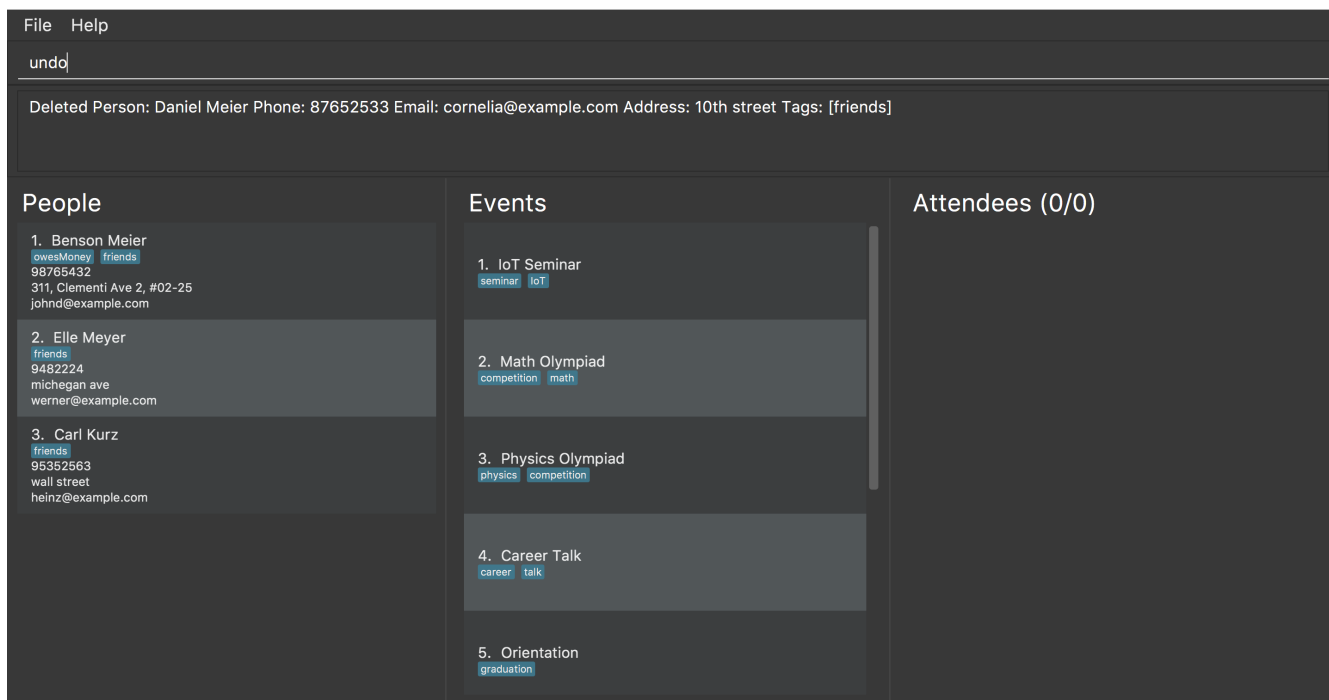 File Help
undo
Deleted Person: Daniel Meier Phone: 87652533 Email: cornelia@example.com Address: 10th street Tags: [friends]
People
1. Benson Meier
owesMoney friends
98765432
311, Clementi Ave 2, #02-25
johnd@example.com
2. Elle Meyer
friends
9482224
michegan ave
werner@example.com
3. Carl Kurz
friends
95352563
wall street
heinz@example.com
Events
1. IoT Seminar
seminar IoT
2. Math Olympiad
competition math
3. Physics Olympiad
physics competition
4. Career Talk
career talk
5. Orientation
graduation
Attendees (0/0)